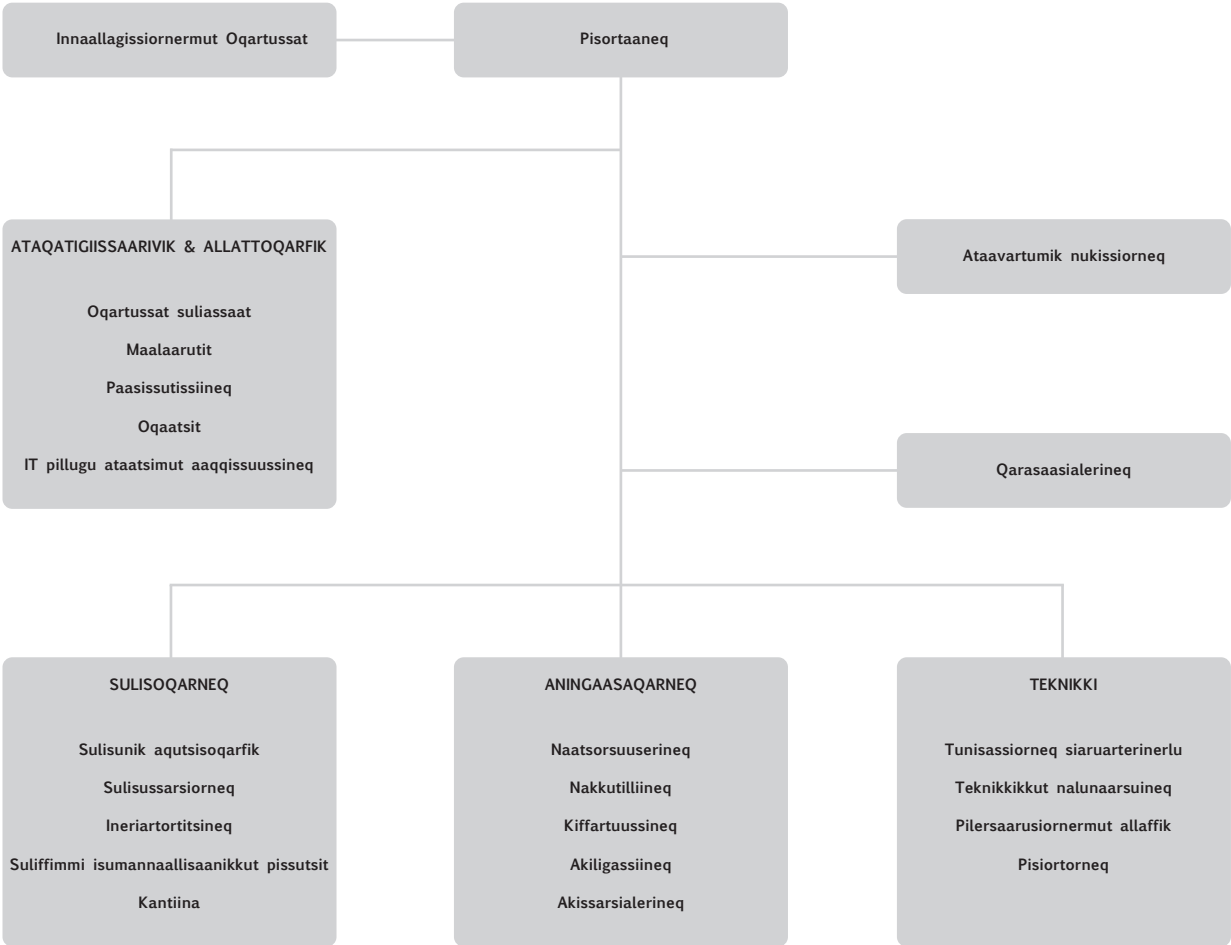 Innaallagissiornermut Oqartussat
Pisortaaneq
ATAQATIGIISSAARIVIK & ALLATTOQARFIK
Oqartussat suliassaat
Maalaarutit
Paasissutissiineq
Oqaatsit
IT pillugu ataatsimut aaqqissuussineq
Ataavartumik nukissiorneq
Qarasaasialerineq
SULISOQARNEQ
Sulisunik aqutsisoqarfik
Sulisussarsiorneq
Ineriartortitsineq
Suliffimmi isumannaallisaanikkut pissutsit
Kantiina
ANINGAASAQARNEQ
Naatsorsuuserineq
Nakkutilliineq
Kiffartuussineq
Akiligassiineq
Akissarsialerineq
TEKNIKKI
Tunisassiorneq siaruarterinerlu
Teknikkikkut nalunaarsuineq
Pilersaarusiornermut allaffik
Pisiortorneq